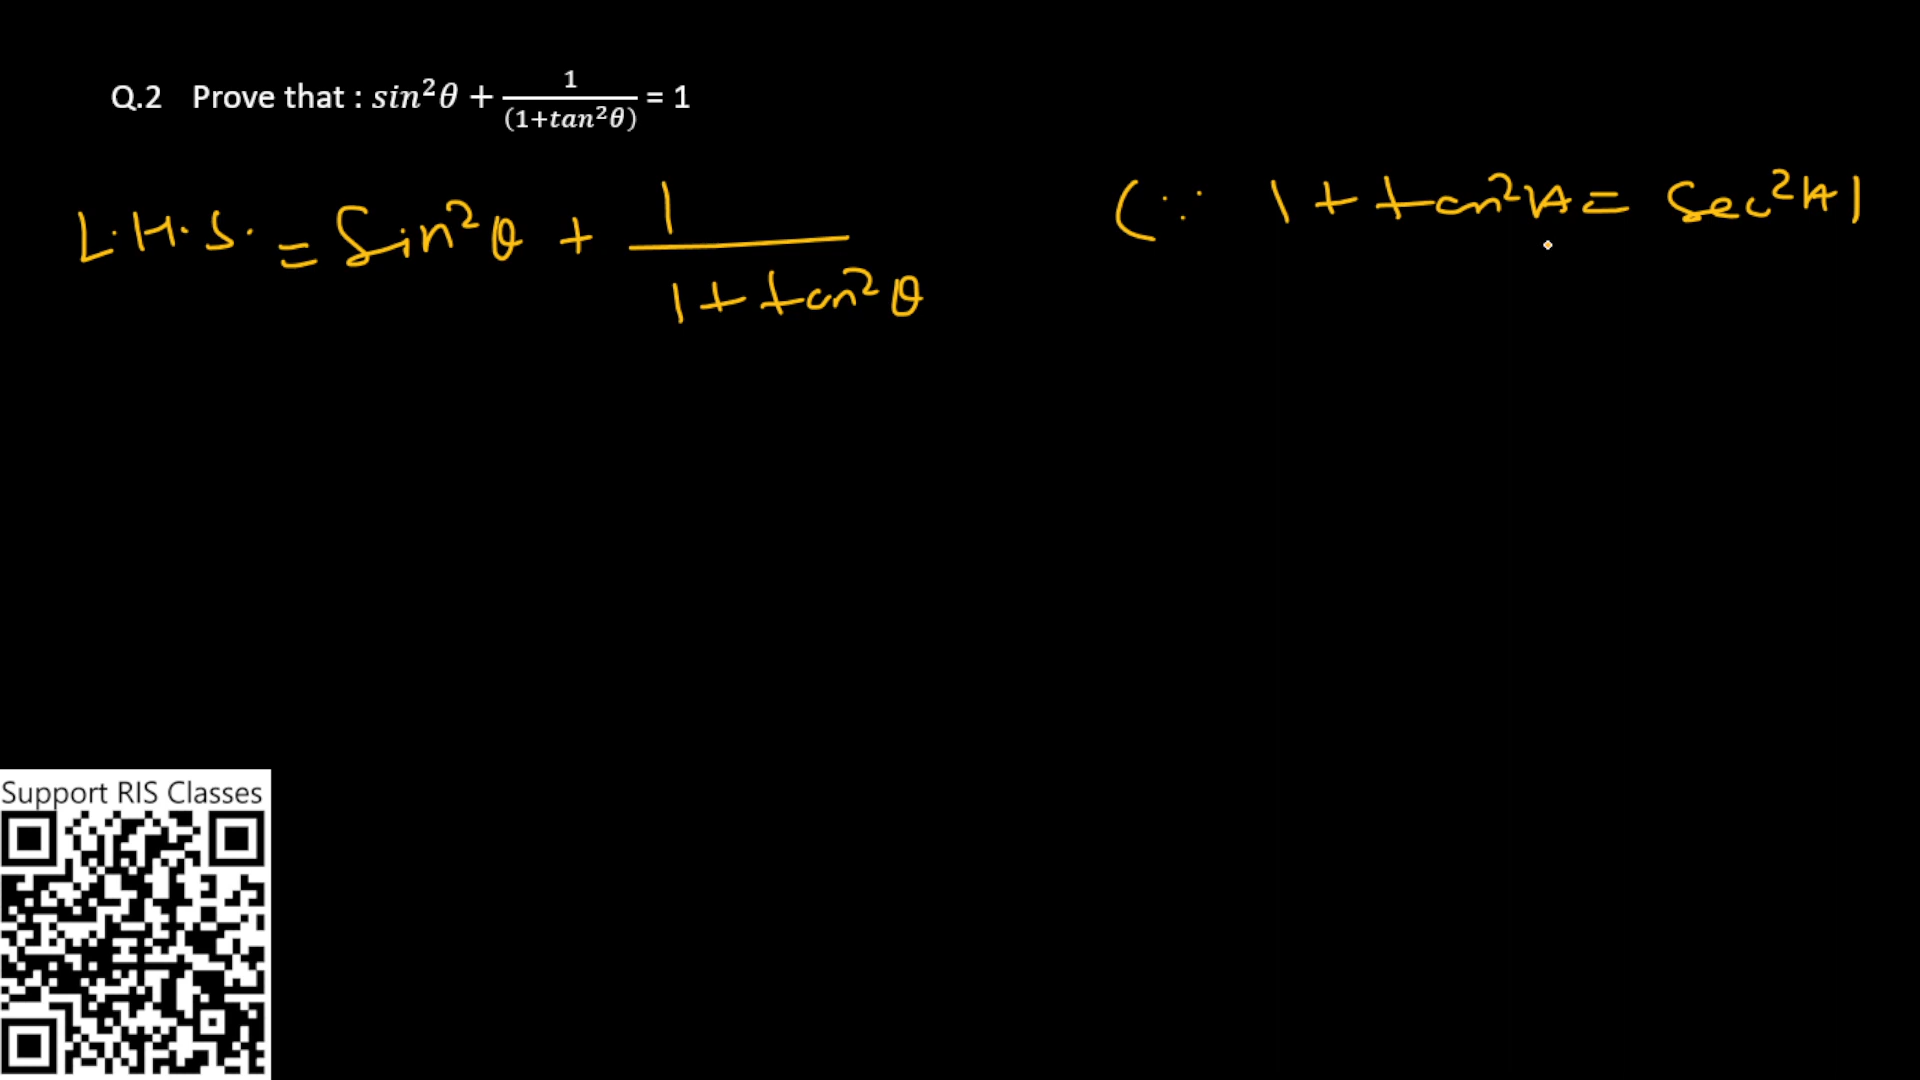 Q.2 Prove that : sin²θ + 1/(1+tan²θ) = 1
L.H.S. = Sin²θ + 1/1 + tan²θ
(∵ 1 + tan²A = Sec²A)
Support RIS Classes